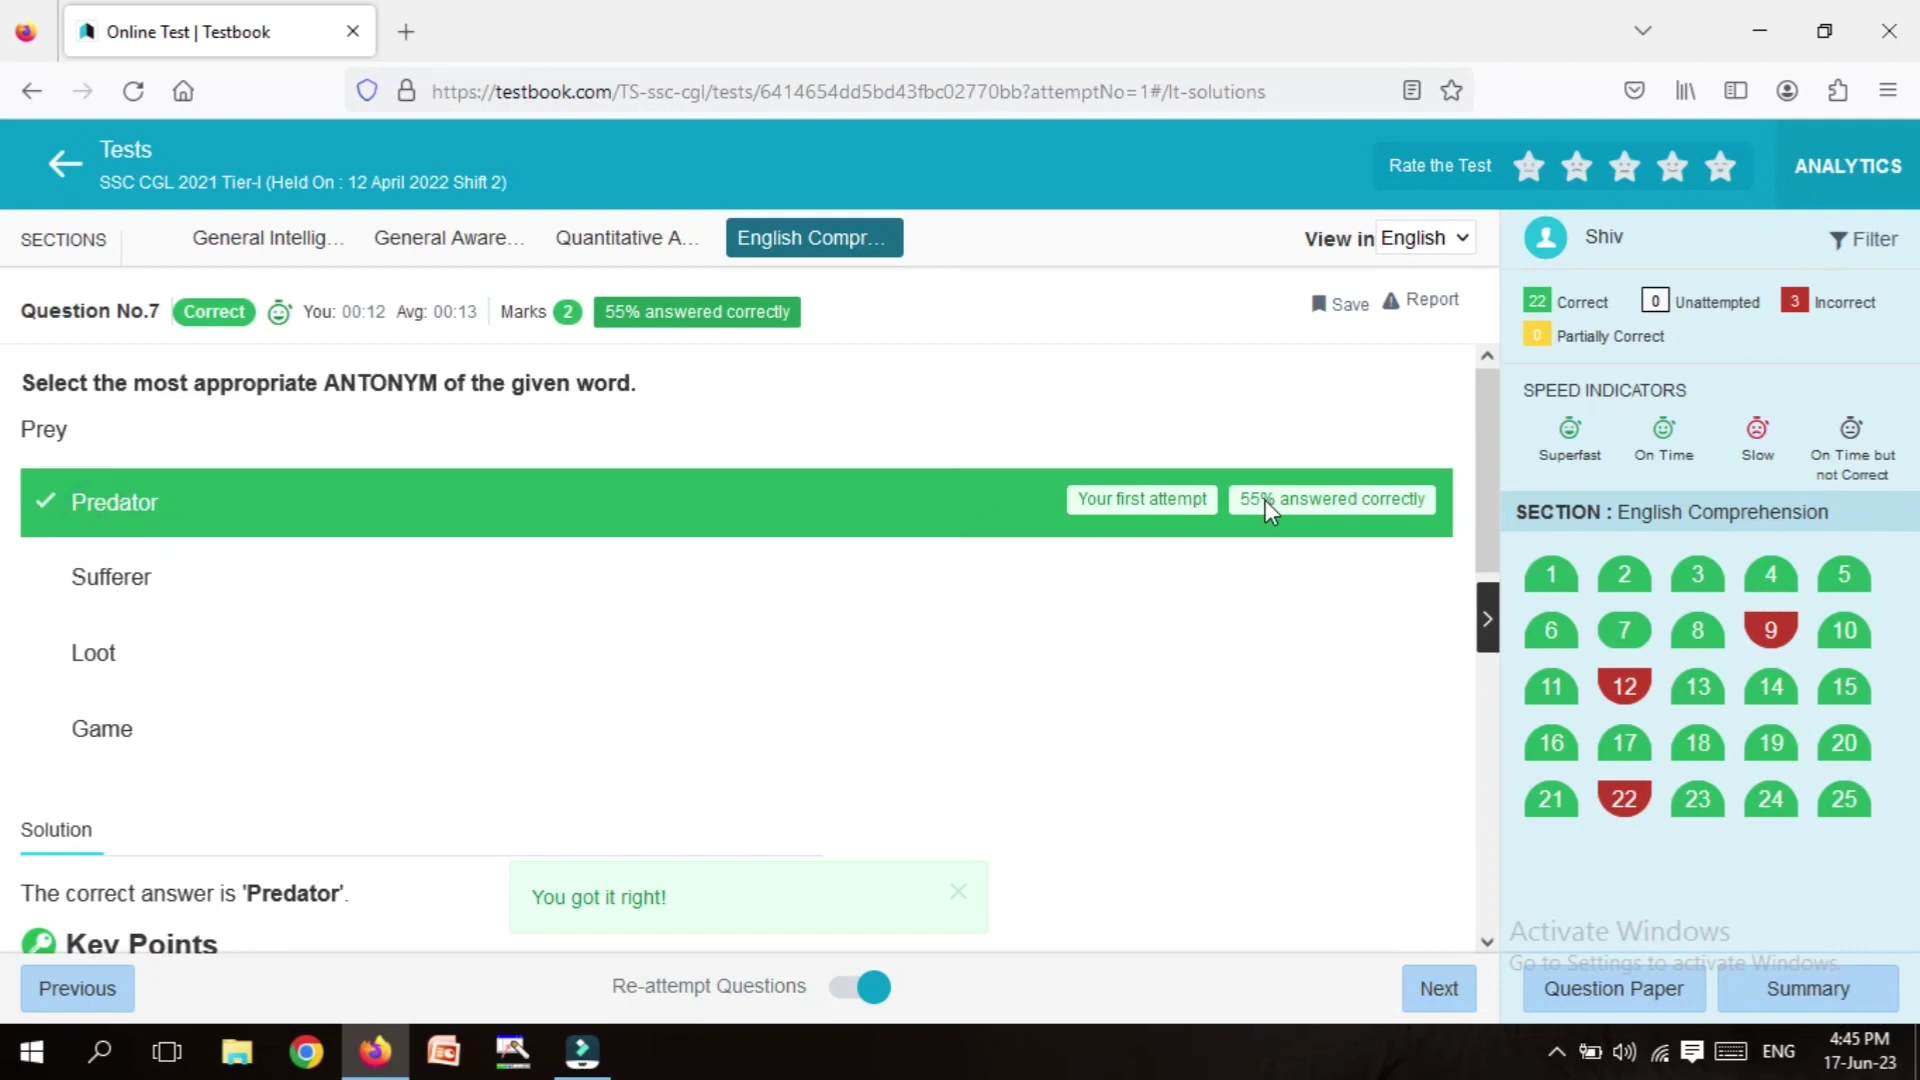 Online Test | Testbook
https://testbook.com/TS-ssc-cgl/tests/6414654dd5bd43fbc02770bb?attemptNo=1#/lt-solutions
Tests
SSC CGL 2021 Tier-I (Held On : 12 April 2022 Shift 2)
Rate the Test
ANALYTICS
SECTIONS General Intellig... General Aware... Quantitative A... English Compr... View in English
Shiv Filter
Question No.7 Correct You: 00:12 Avg: 00:13 Marks 2 55% answered correctly Save Report
22 Correct 0 Unattempted 3 Incorrect
0 Partially Correct
Select the most appropriate ANTONYM of the given word.
Prey
Predator Your first attempt 55% answered correctly
Sufferer
Loot
Game
SPEED INDICATORS
Superfast On Time Slow On Time but not Correct
SECTION : English Comprehension
1 2 3 4 5
6 7 8 9 10
11 12 13 14 15
16 17 18 19 20
21 22 23 24 25
Solution
The correct answer is 'Predator'.
You got it right!
Key Points
Activate Windows
Go to Settings to activate Windows.
Previous Re-attempt Questions Next Question Paper Summary
ENG 4:45 PM
17-Jun-23